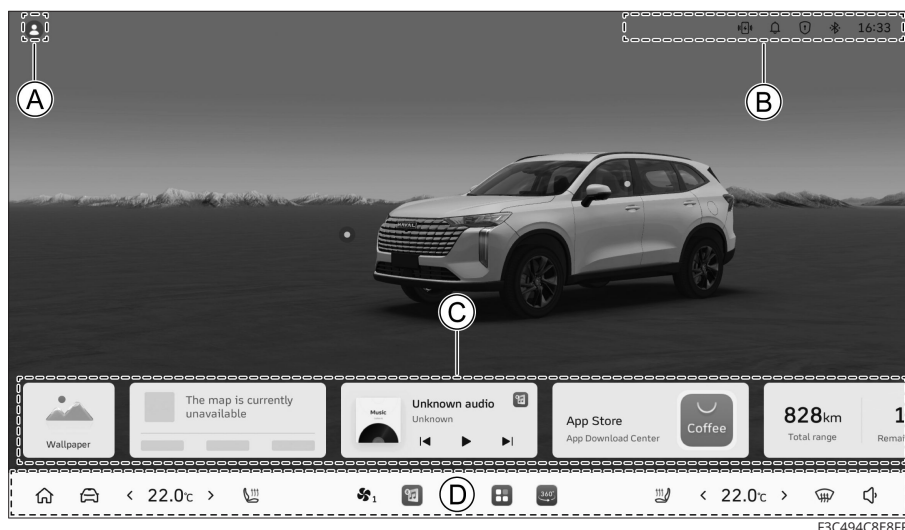 16:33
A
B
C
Wallpaper
The map is currently
unavailable
Music
Unknown audio
Unknown
App Store
App Download Center
Coffee
828km
Total range
1
22.0℃
1
D
360°
22.0℃
F3C494C8E8EF